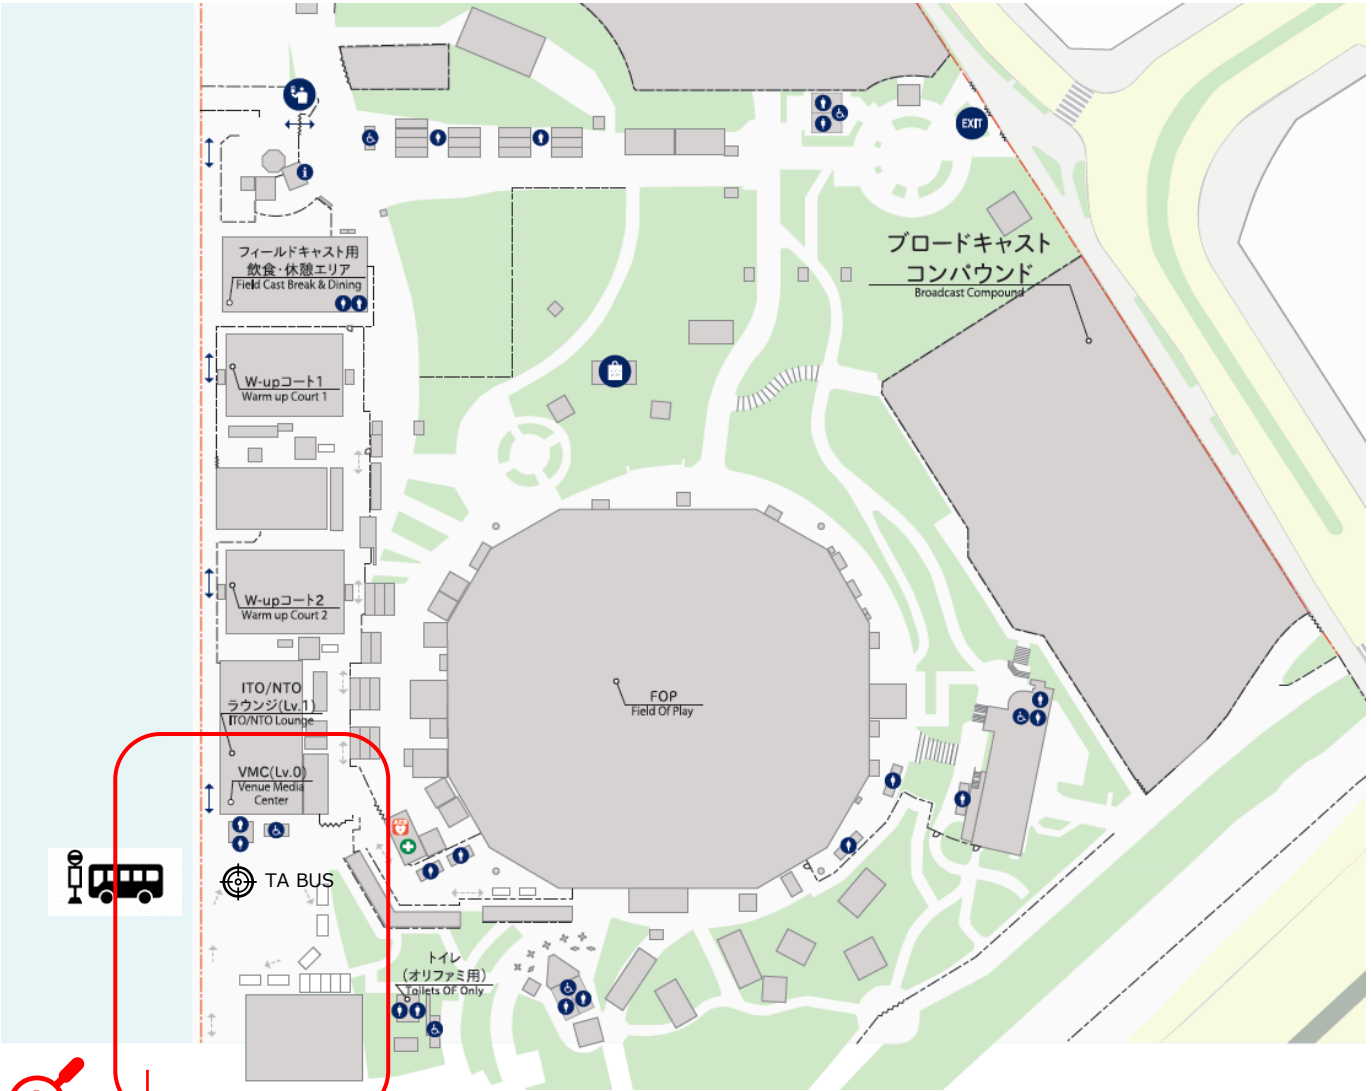 EXIT
i
フィールドキャスト用
飲食・休憩エリア
Field Cast Break & Dining
ブロードキャスト
コンパウンド
Broadcast Compound
W-upコート1
Warm up Court 1
W-upコート2
Warm up Court 2
ITO/NTO
ラウンジ(Lv.1)
ITO/NTO Lounge
FOP
Field Of Play
VMC(Lv.0)
Venue Media
Center
AED
TA BUS
トイレ
(オリファミ用)
Toilets OF Only